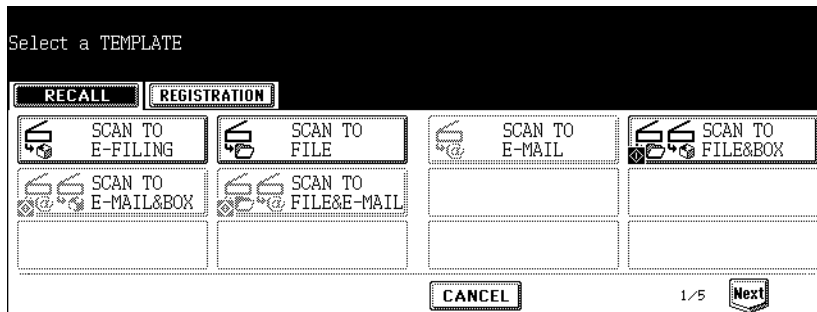 Select a TEMPLATE
RECALL REGISTRATION
SCAN TO SCAN TO SCAN TO SCAN TO
E-FILING FILE E-MAIL FILE&BOX
SCAN TO SCAN TO
E-MAIL&BOX FILE&E-MAIL
CANCEL 1/5 Next